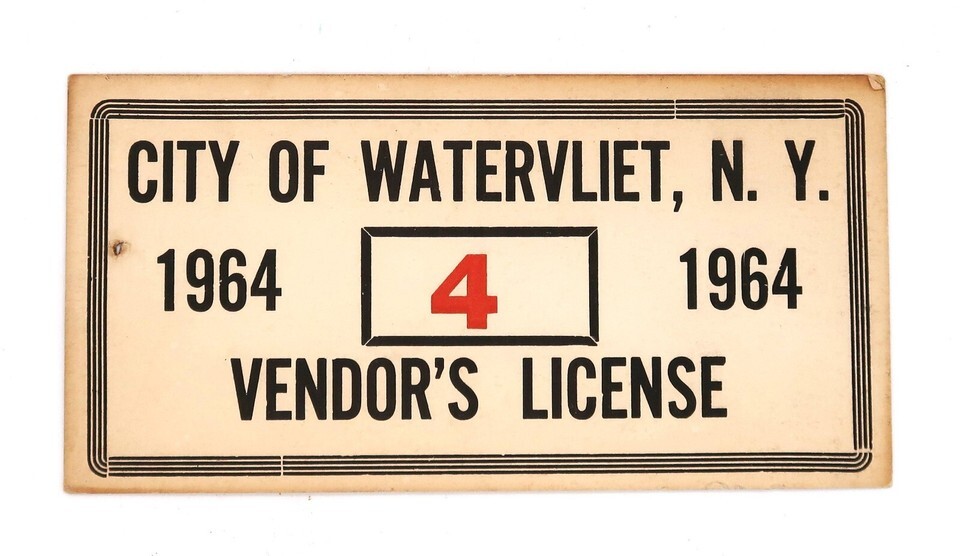 CITY OF WATERVLIET, N. Y.
1964 4 1964
VENDOR'S LICENSE